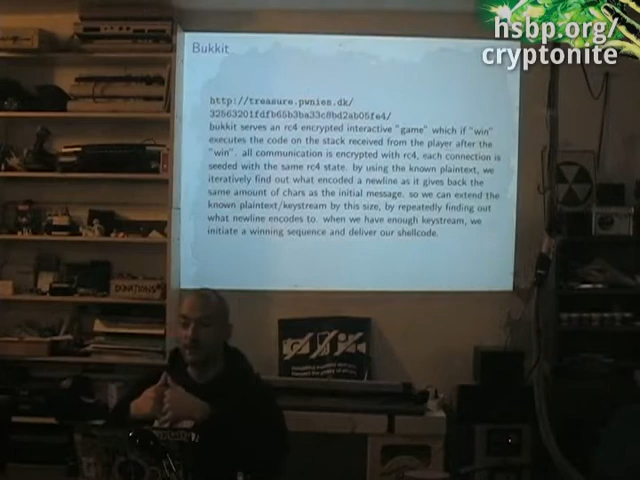 hsbp.org/
cryptonite
Bukkit
http://treasure.pwnies.dk/
32563201fdfb65b3ba33c8bd2ab05fe4/
bukkit serves an rc4 encrypted interactive "game" which if "win"
executes the code on the stack received from the player after the
"win". all communication is encrypted with rc4, each connection is
seeded with the same rc4 state. by using the known plaintext, we
iteratively find out what encoded a newline as it gives back the
same amount of chars as the initial message. so we can extend the
known plaintext/keystream by this size, by repeatedly finding out
what newline encodes to. when we have enough keystream, we
initiate a winning sequence and deliver our shellcode.